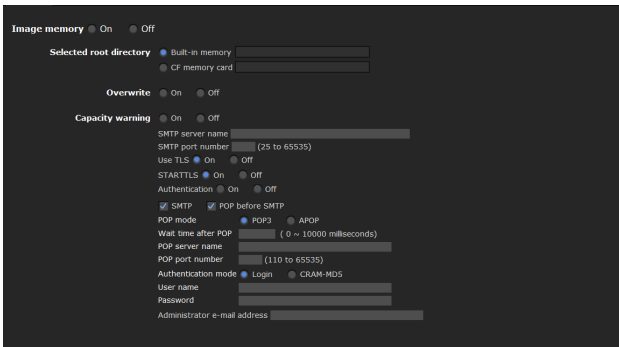 Image memory On Off
Selected root directory Built-in memory
CF memory card
Overwrite On Off
Capacity warning On Off
SMTP server name
SMTP port number (25 to 65535)
Use TLS On Off
STARTTLS On Off
Authentication On Off
SMTP POP before SMTP
POP mode POP3 APOP
Wait time after POP ( 0 ~ 10000 milliseconds)
POP server name
POP port number (110 to 65535)
Authentication mode Login CRAM-MD5
User name
Password
Administrator e-mail address